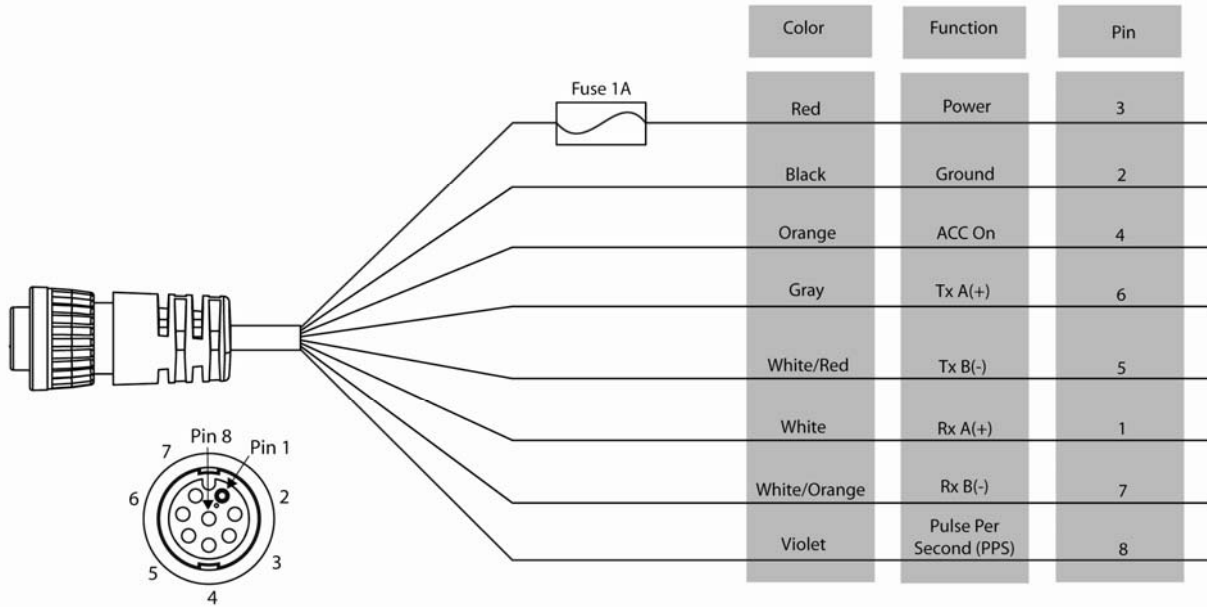 Color Function Pin
Fuse 1A
Red Power 3
Black Ground 2
Orange ACC On 4
Gray Tx A(+) 6
White/Red Tx B(-) 5
White Rx A(+) 1
White/Orange Rx B(-) 7
Violet Pulse Per
Second (PPS) 8
Pin 8
Pin 1
7
6
5
4
3
2